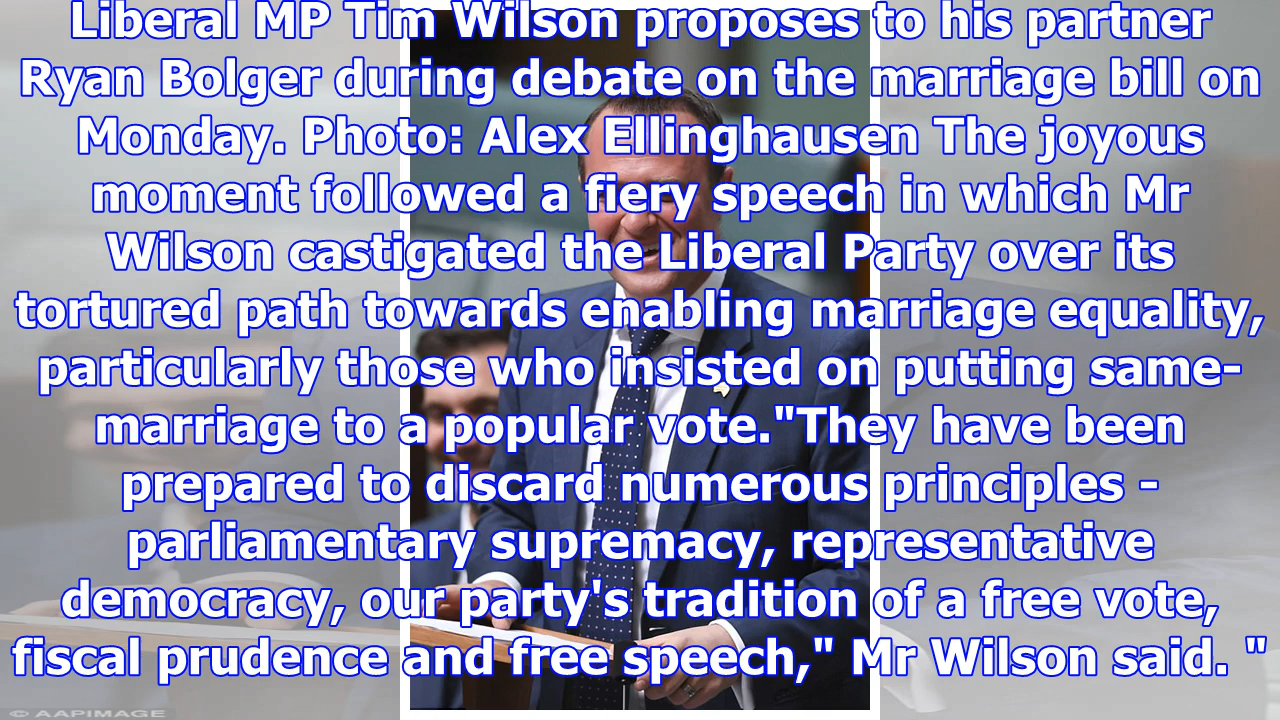 Liberal MP Tim Wilson proposes to his partner
Ryan Bolger during debate on the marriage bill on
Monday. Photo: Alex Ellinghausen The joyous
moment followed a fiery speech in which Mr
Wilson castigated the Liberal Party over its
tortured path towards enabling marriage equality,
particularly those who insisted on putting same-
marriage to a popular vote."They have been
prepared to discard numerous principles -
parliamentary supremacy, representative
democracy, our party's tradition of a free vote,
fiscal prudence and free speech," Mr Wilson said. "
© AAPIMAGE